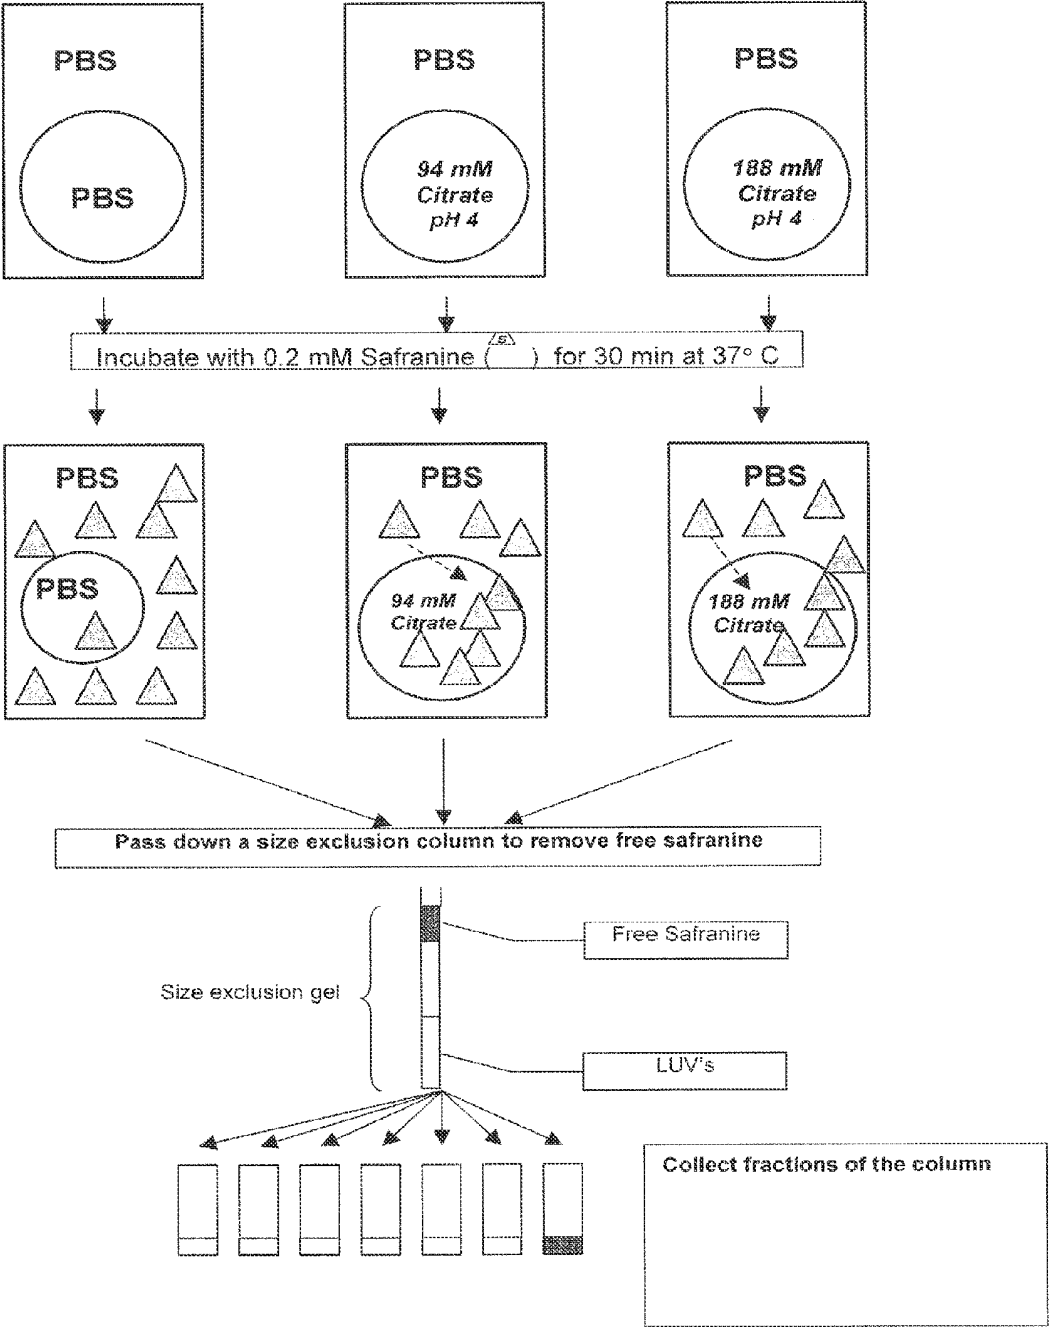 PBS
PBS
PBS
PBS
94 mM
Citrate
pH 4
188 mM
Citrate
pH 4
Incubate with 0.2 mM Safranine ( S ) for 30 min at 37° C
PBS
PBS
PBS
PBS
94 mM
Citrate
188 mM
Citrate
Pass down a size exclusion column to remove free safranine
Free Safranine
Size exclusion gel
LUV's
Collect fractions of the column